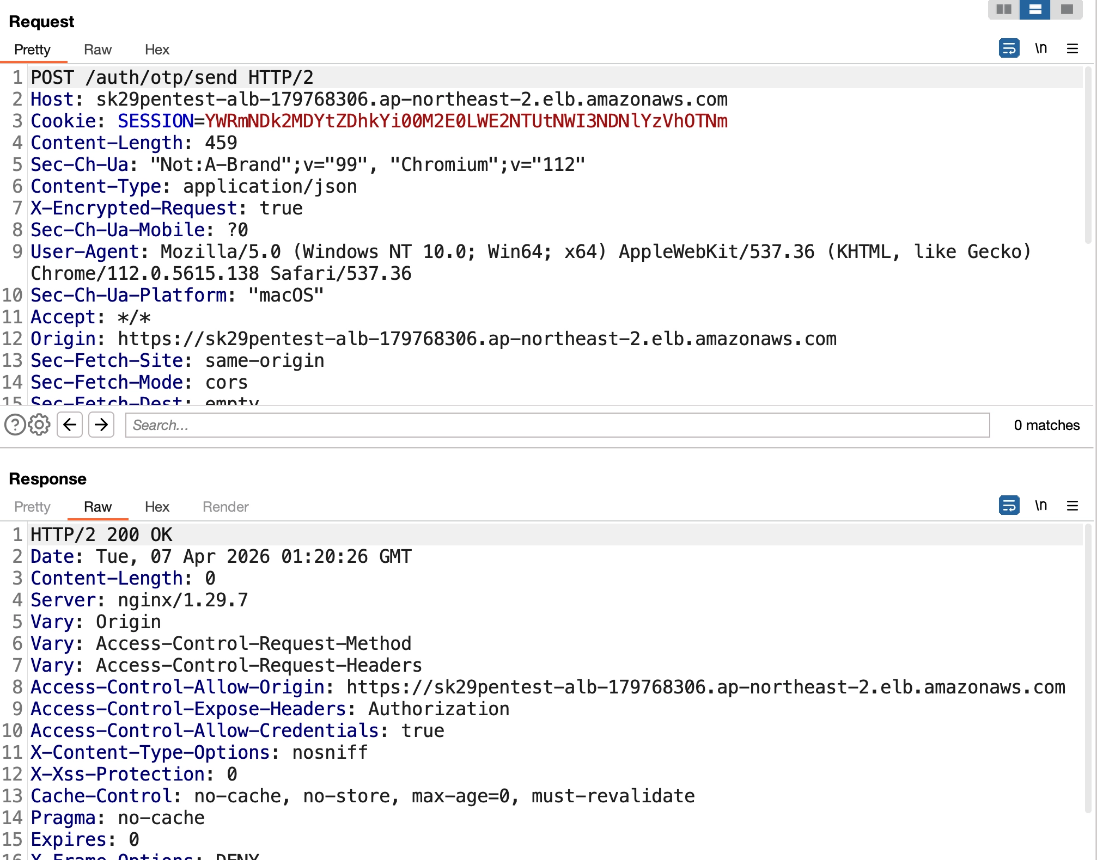 Request
Pretty Raw Hex
\n
1 POST /auth/otp/send HTTP/2
2 Host: sk29pentest-alb-179768306.ap-northeast-2.elb.amazonaws.com
3 Cookie: SESSION=YWRmNDk2MDYtZDhkYi00M2E0LWE2NTUtNWI3NDNlYzVhOTNm
4 Content-Length: 459
5 Sec-Ch-Ua: "Not:A-Brand";v="99", "Chromium";v="112"
6 Content-Type: application/json
7 X-Encrypted-Request: true
8 Sec-Ch-Ua-Mobile: ?0
9 User-Agent: Mozilla/5.0 (Windows NT 10.0; Win64; x64) AppleWebKit/537.36 (KHTML, like Gecko)
Chrome/112.0.5615.138 Safari/537.36
10 Sec-Ch-Ua-Platform: "macOS"
11 Accept: */*
12 Origin: https://sk29pentest-alb-179768306.ap-northeast-2.elb.amazonaws.com
13 Sec-Fetch-Site: same-origin
14 Sec-Fetch-Mode: cors
15 Sec-Fetch-Dest: empty
Search... 0 matches
Response
Pretty Raw Hex Render
\n
1 HTTP/2 200 OK
2 Date: Tue, 07 Apr 2026 01:20:26 GMT
3 Content-Length: 0
4 Server: nginx/1.29.7
5 Vary: Origin
6 Vary: Access-Control-Request-Method
7 Vary: Access-Control-Request-Headers
8 Access-Control-Allow-Origin: https://sk29pentest-alb-179768306.ap-northeast-2.elb.amazonaws.com
9 Access-Control-Expose-Headers: Authorization
10 Access-Control-Allow-Credentials: true
11 X-Content-Type-Options: nosniff
12 X-Xss-Protection: 0
13 Cache-Control: no-cache, no-store, max-age=0, must-revalidate
14 Pragma: no-cache
15 Expires: 0
16 X-Frame-Options: DENY